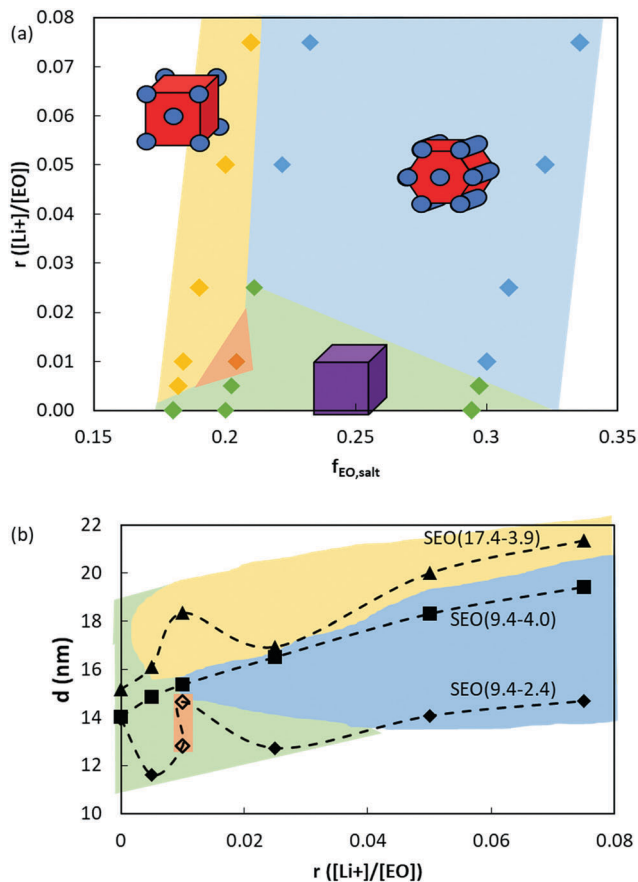 (a)
0.08
0.07
0.06
0.05
0.04
0.03
0.02
0.01
0.00
r ([Li+]/[EO])
0.15 0.2 0.25 0.3 0.35
fEO,salt
(b)
22
20
18
16
14
12
10
d (nm)
SEO(17.4-3.9)
SEO(9.4-4.0)
SEO(9.4-2.4)
0 0.02 0.04 0.06 0.08
r ([Li+]/[EO])